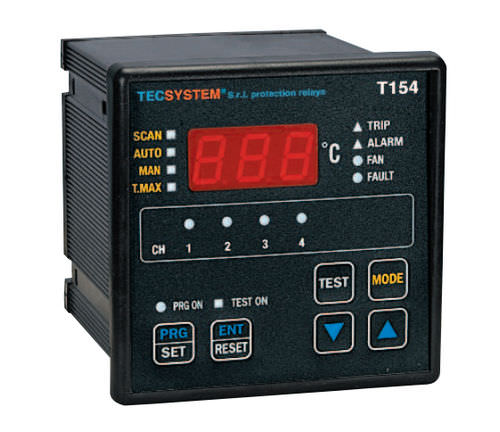 TECSYSTEM® S.r.l. protection relays T154
SCAN
AUTO
MAN
T.MAX
888 °C
TRIP
ALARM
FAN
FAULT
CH 1 2 3 4
PRG ON TEST ON
TEST
MODE
PRG
SET
ENT
RESET